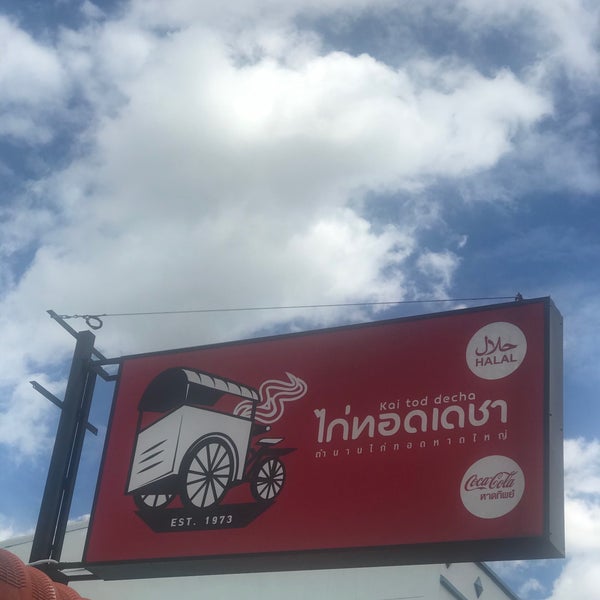 حلال
HALAL
Kai tod decha
ไก่ทอดเดชา
ตำนานไก่ทอดหาดใหญ่
Coca-Cola
หาดทิพย์
EST. 1973